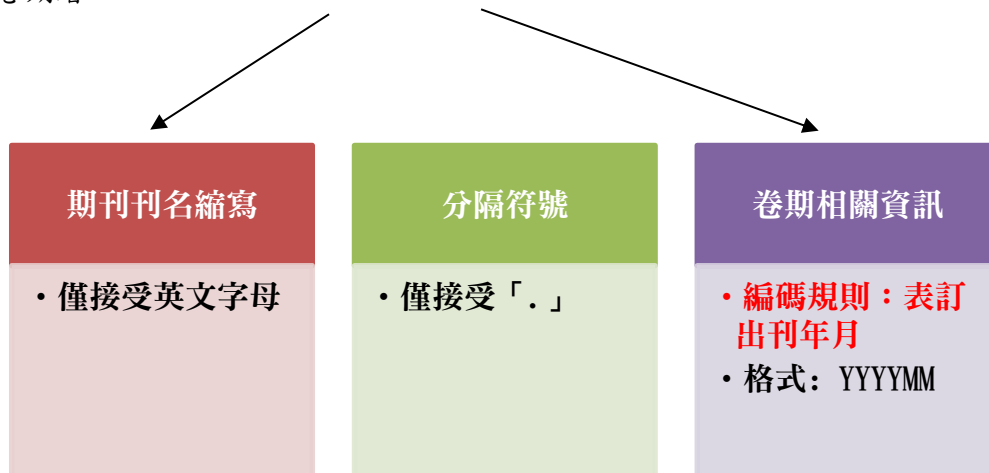 期刊刊名縮寫
・僅接受英文字母
分隔符號
・僅接受「.」
卷期相關資訊
・編碼規則：表訂
出刊年月
・格式: YYYYMM